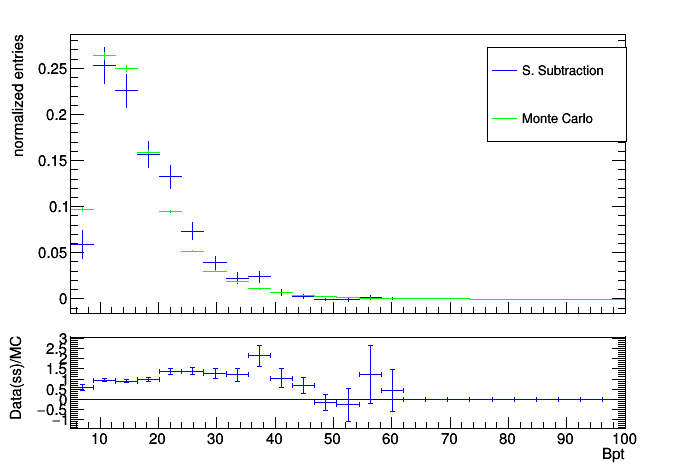 normalized entries
0.25
0.2
0.15
0.1
0.05
0
S. Subtraction
Monte Carlo
Data(ss)/MC
3
2.5
2
1.5
1
0.5
0
−0.5
−1
10 20 30 40 50 60 70 80 90 100
Bpt